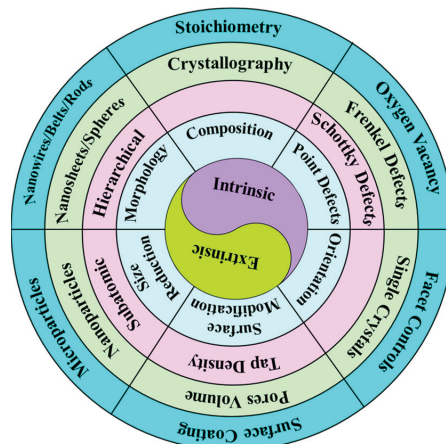 Stoichiometry
Crystallography
Composition
Oxygen Vacancy
Frenkel Defects
Schottky Defects
Point Defects
Facet Controls
Single Crystals
Orientation
Surface Coating
Pores Volume
Tap Density
Surface
Modification
Microparticles
Nanoparticles
Subatomic
Size
Reduction
Nanowires/Belts/Rods
Nanosheets/Spheres
Hierarchical
Morphology
Intrinsic
Extrinsic